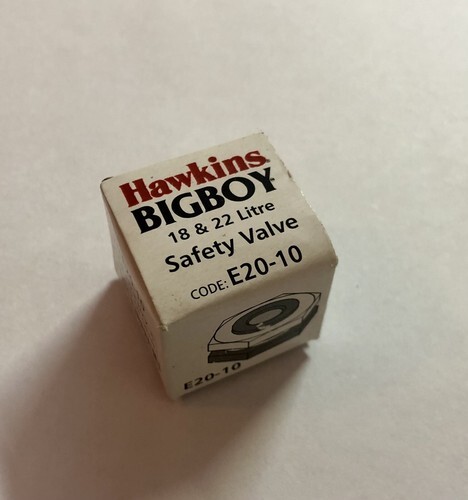 Hawkins
BIGBOY
18 & 22 Litre
Safety Valve
CODE: E20-10
E20-10